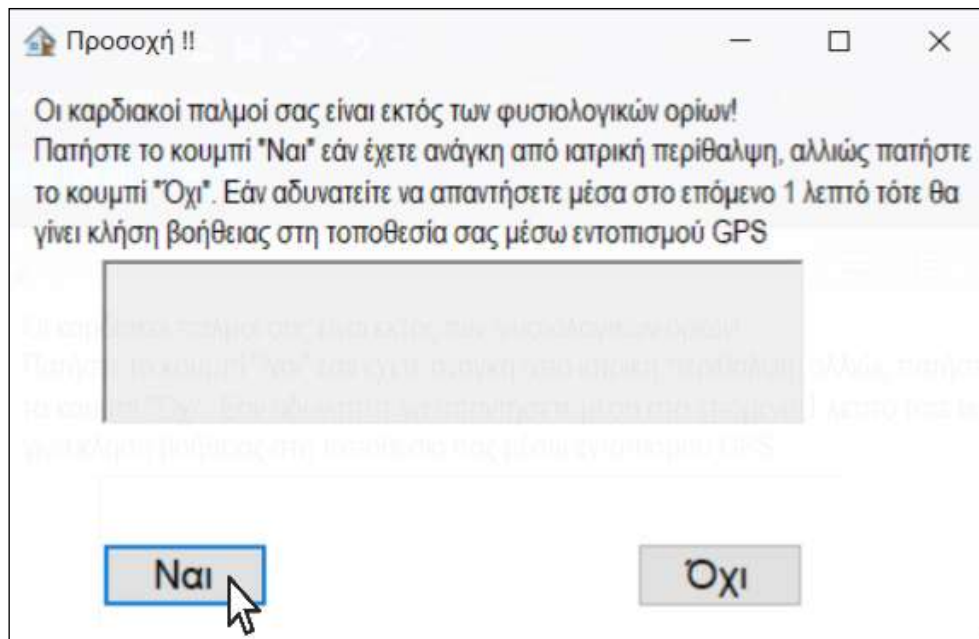 Προσοχή !!
Οι καρδιακοί παλμοί σας είναι εκτός των φυσιολογικών ορίων!
Πατήστε το κουμπί "Ναι" εάν έχετε ανάγκη από ιατρική περίθαλψη, αλλιώς πατήστε
το κουμπί "Όχι". Εάν αδυνατείτε να απαντήσετε μέσα στο επόμενο 1 λεπτό τότε θα
γίνει κλήση βοήθειας στη τοποθεσία σας μέσω εντοπισμού GPS
Ναι
Όχι